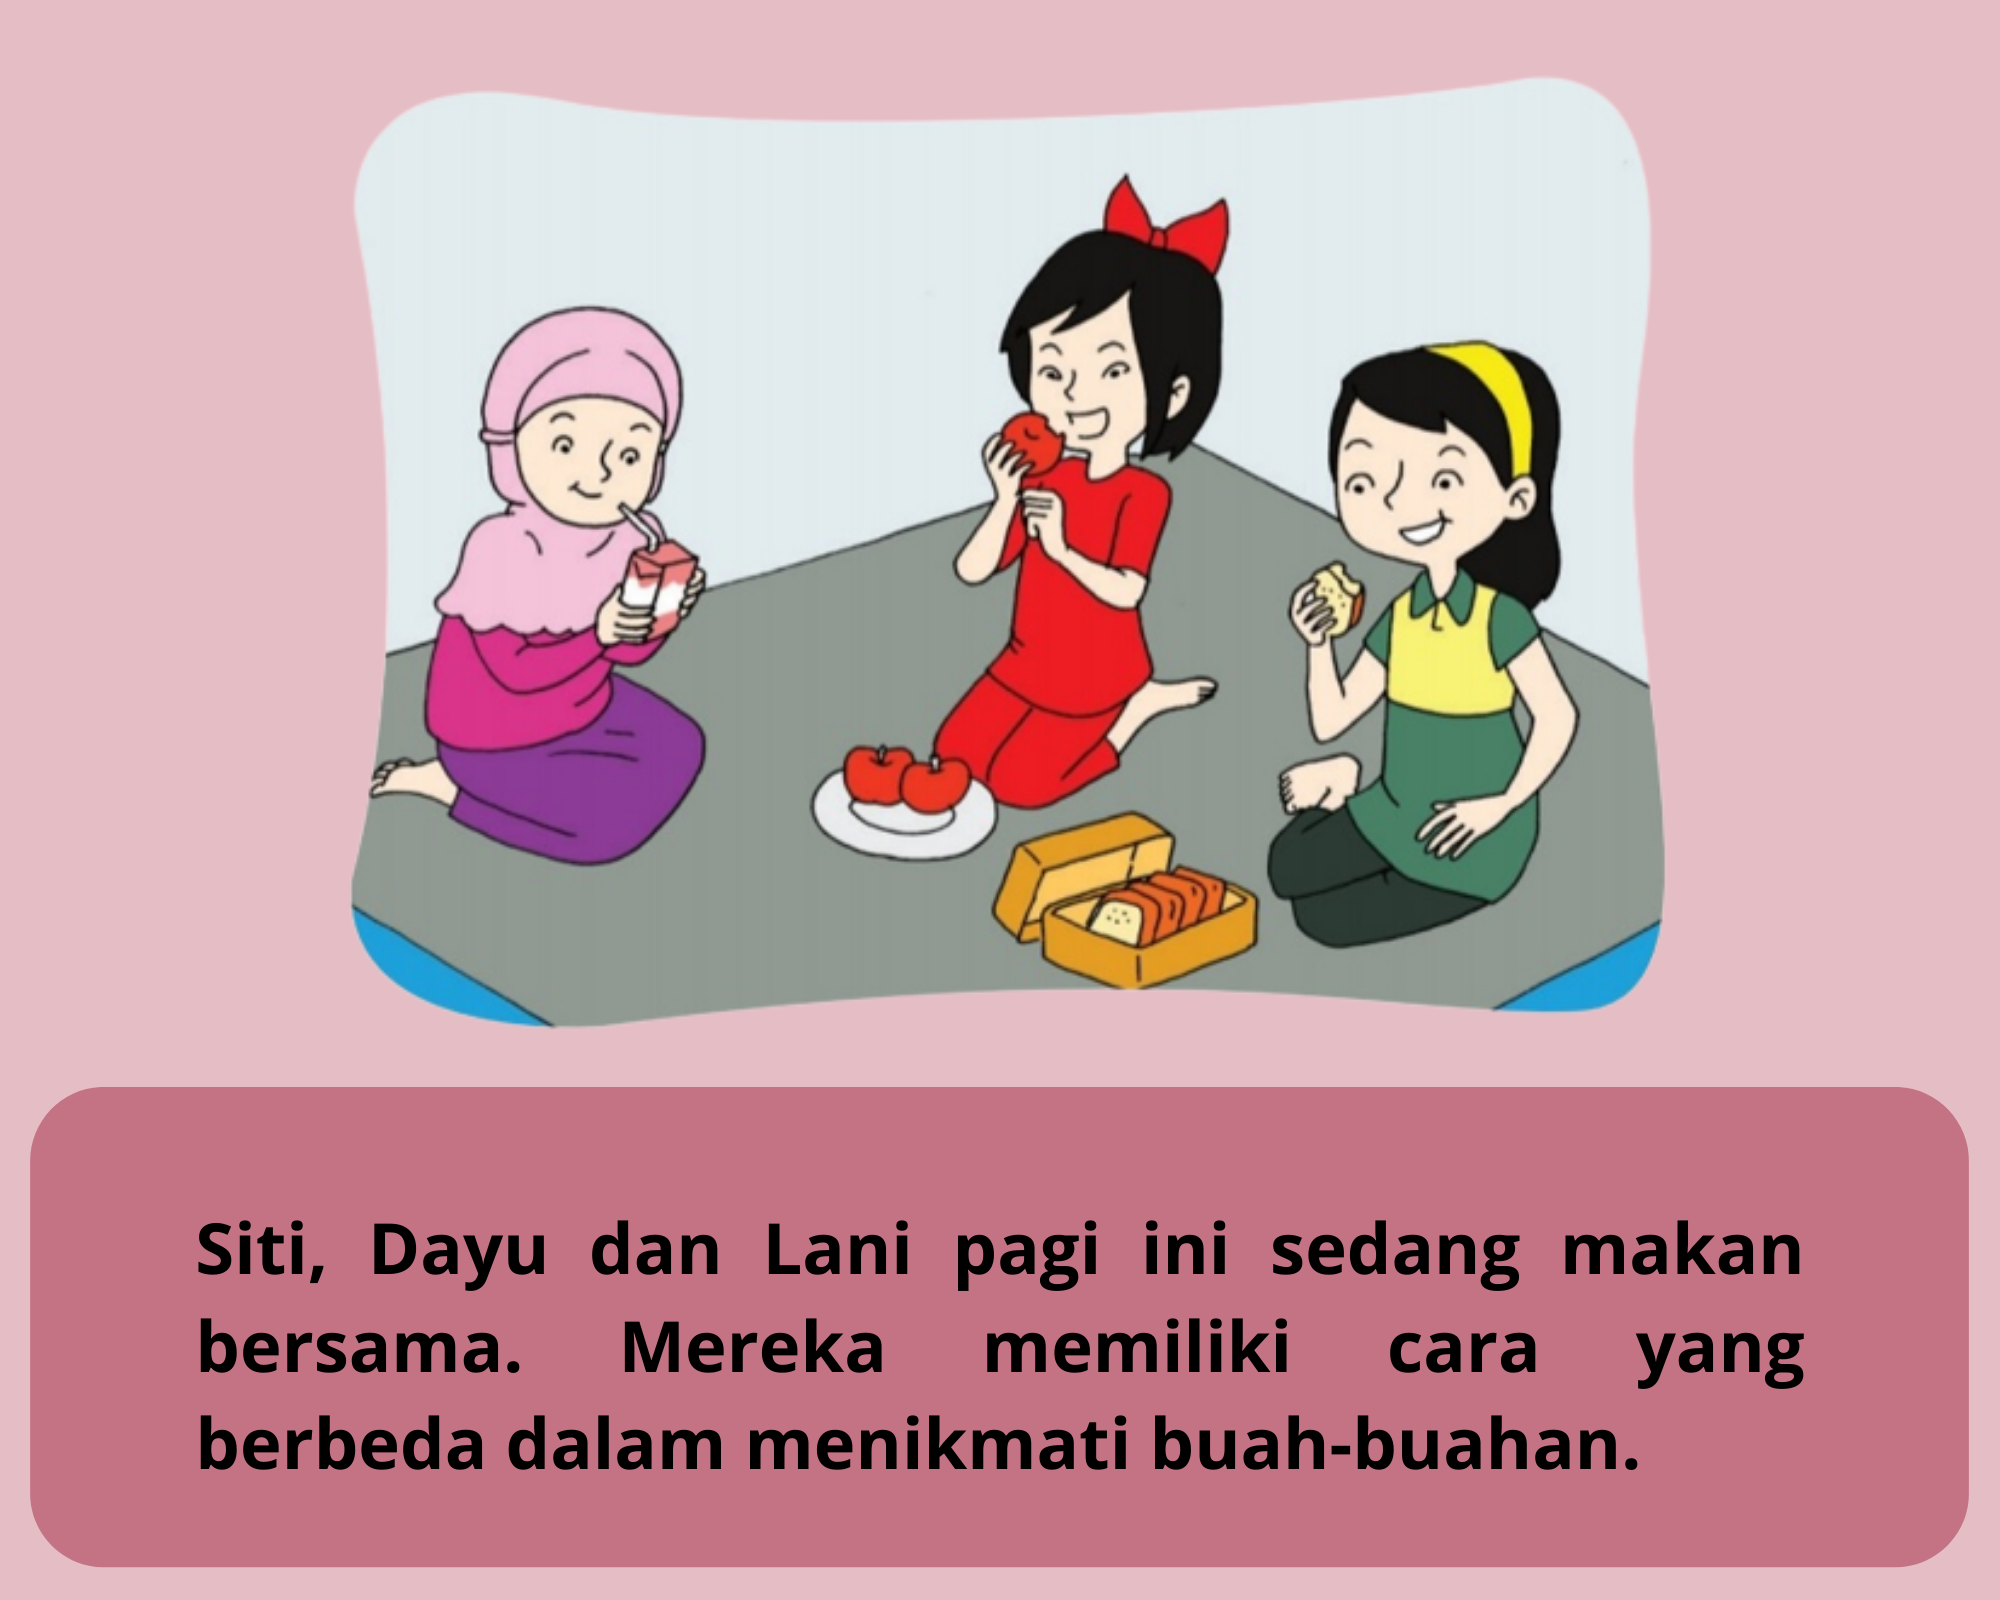 Siti, Dayu dan Lani pagi ini sedang makan
bersama. Mereka memiliki cara yang
berbeda dalam menikmati buah-buahan.